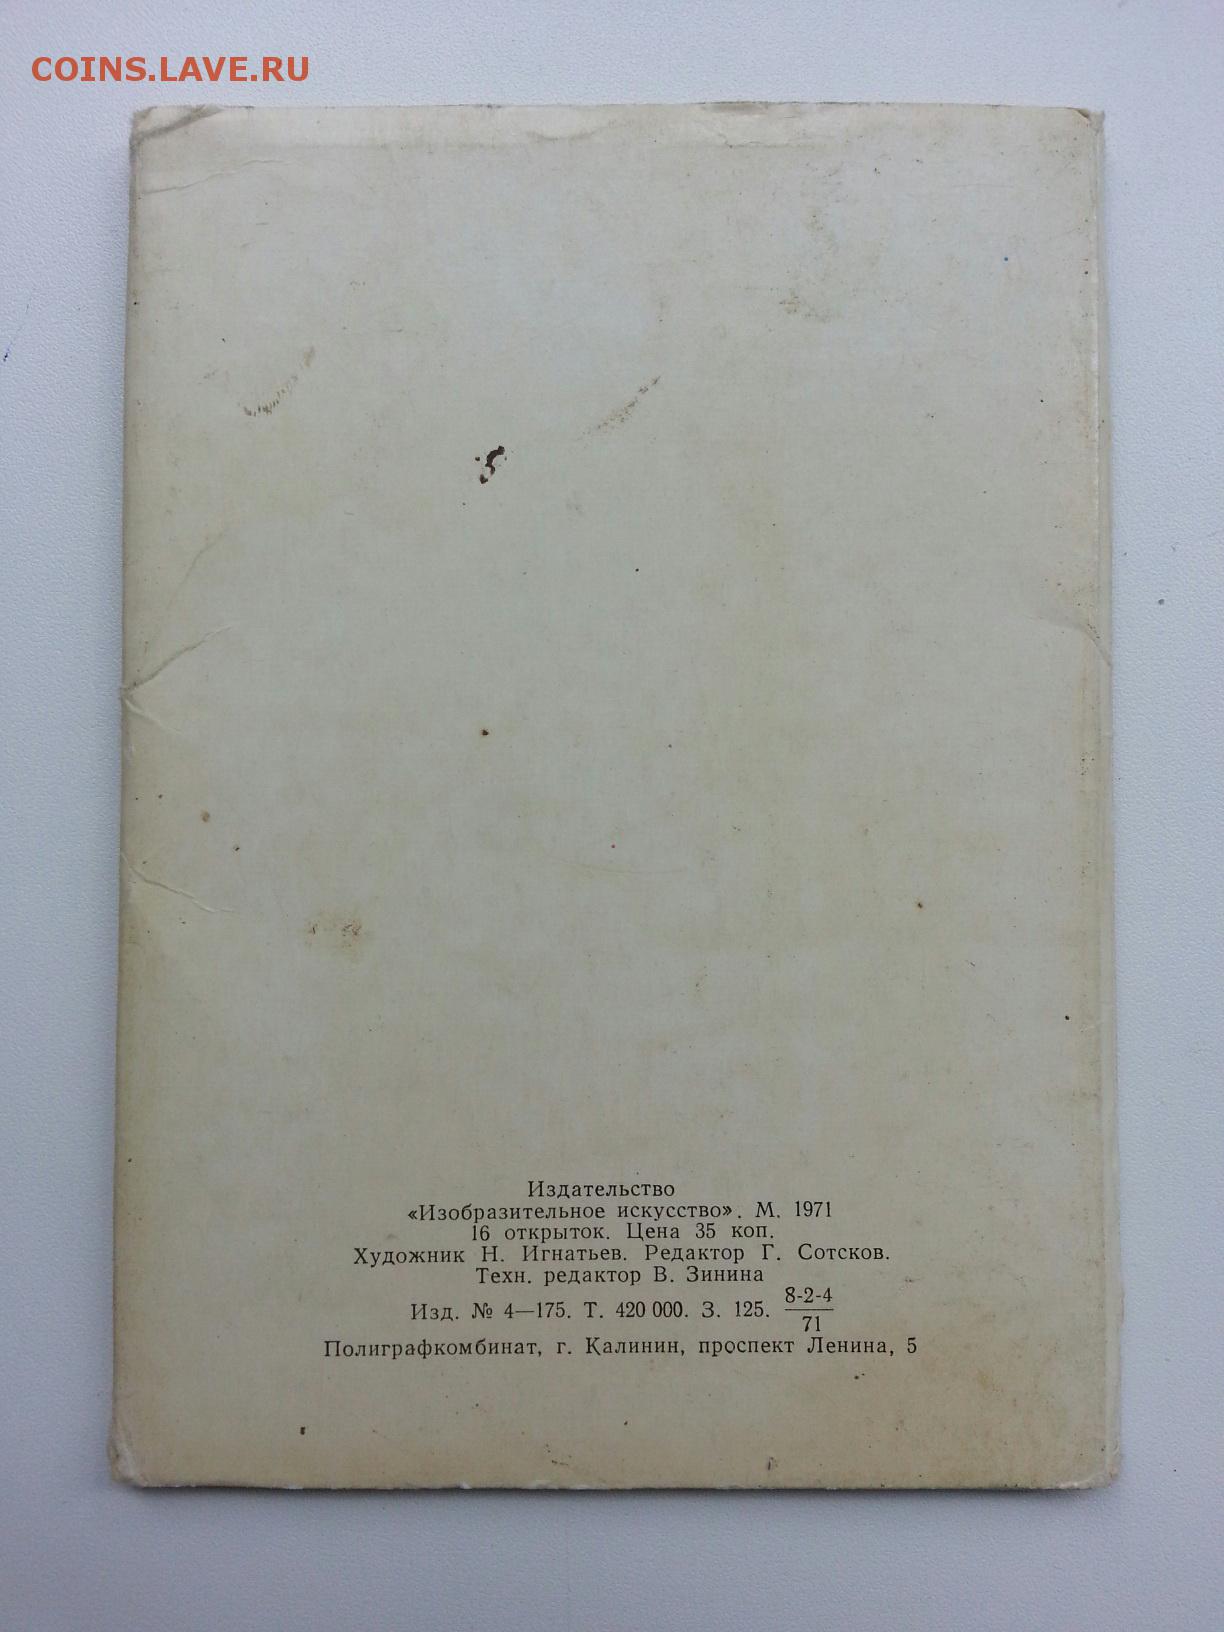 COINS.LAVE.RU
Издательство
«Изобразительное искусство». М. 1971
16 открыток. Цена 35 коп.
Художник Н. Игнатьев. Редактор Г. Сотсков.
Техн. редактор В. Зинина
Изд. № 4—175. Т. 420 000. З. 125. 8-2-4
71
Полиграфкомбинат, г. Калинин, проспект Ленина, 5